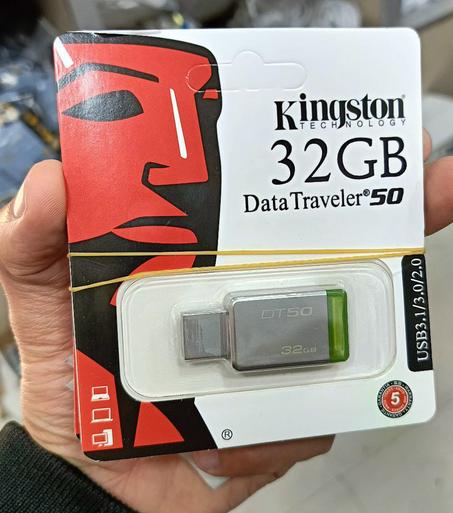 Kingston®
TECHNOLOGY
32GB
DataTraveler®50
DT50
32GB
USB3.1/3.0/2.0
5
®